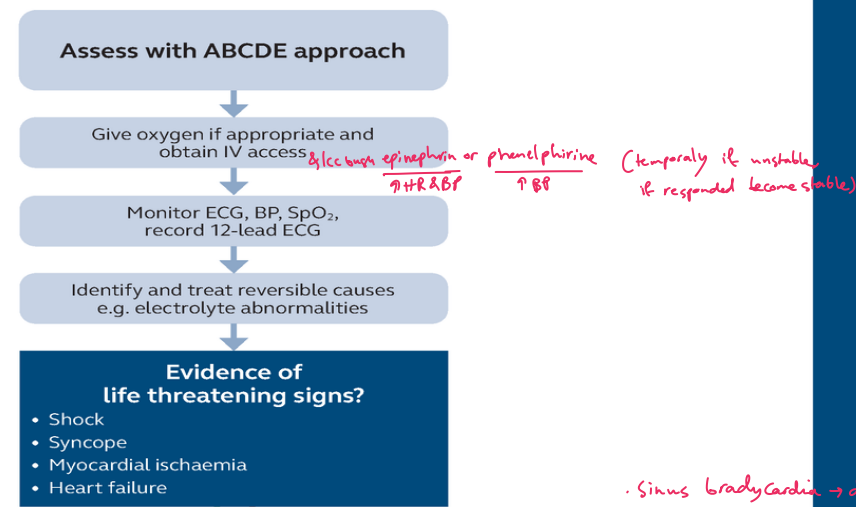 Assess with ABCDE approach
Give oxygen if appropriate and
obtain IV access
epinephrin or phenelphirine (temporaly if unstable,
↑HR & BP ↑ BP if responded become stable)
Monitor ECG, BP, SpO₂,
record 12-lead ECG
Identify and treat reversible causes
e.g. electrolyte abnormalities
Evidence of
life threatening signs?
• Shock
• Syncope
• Myocardial ischaemia
• Heart failure
. Sinus bradycardia →